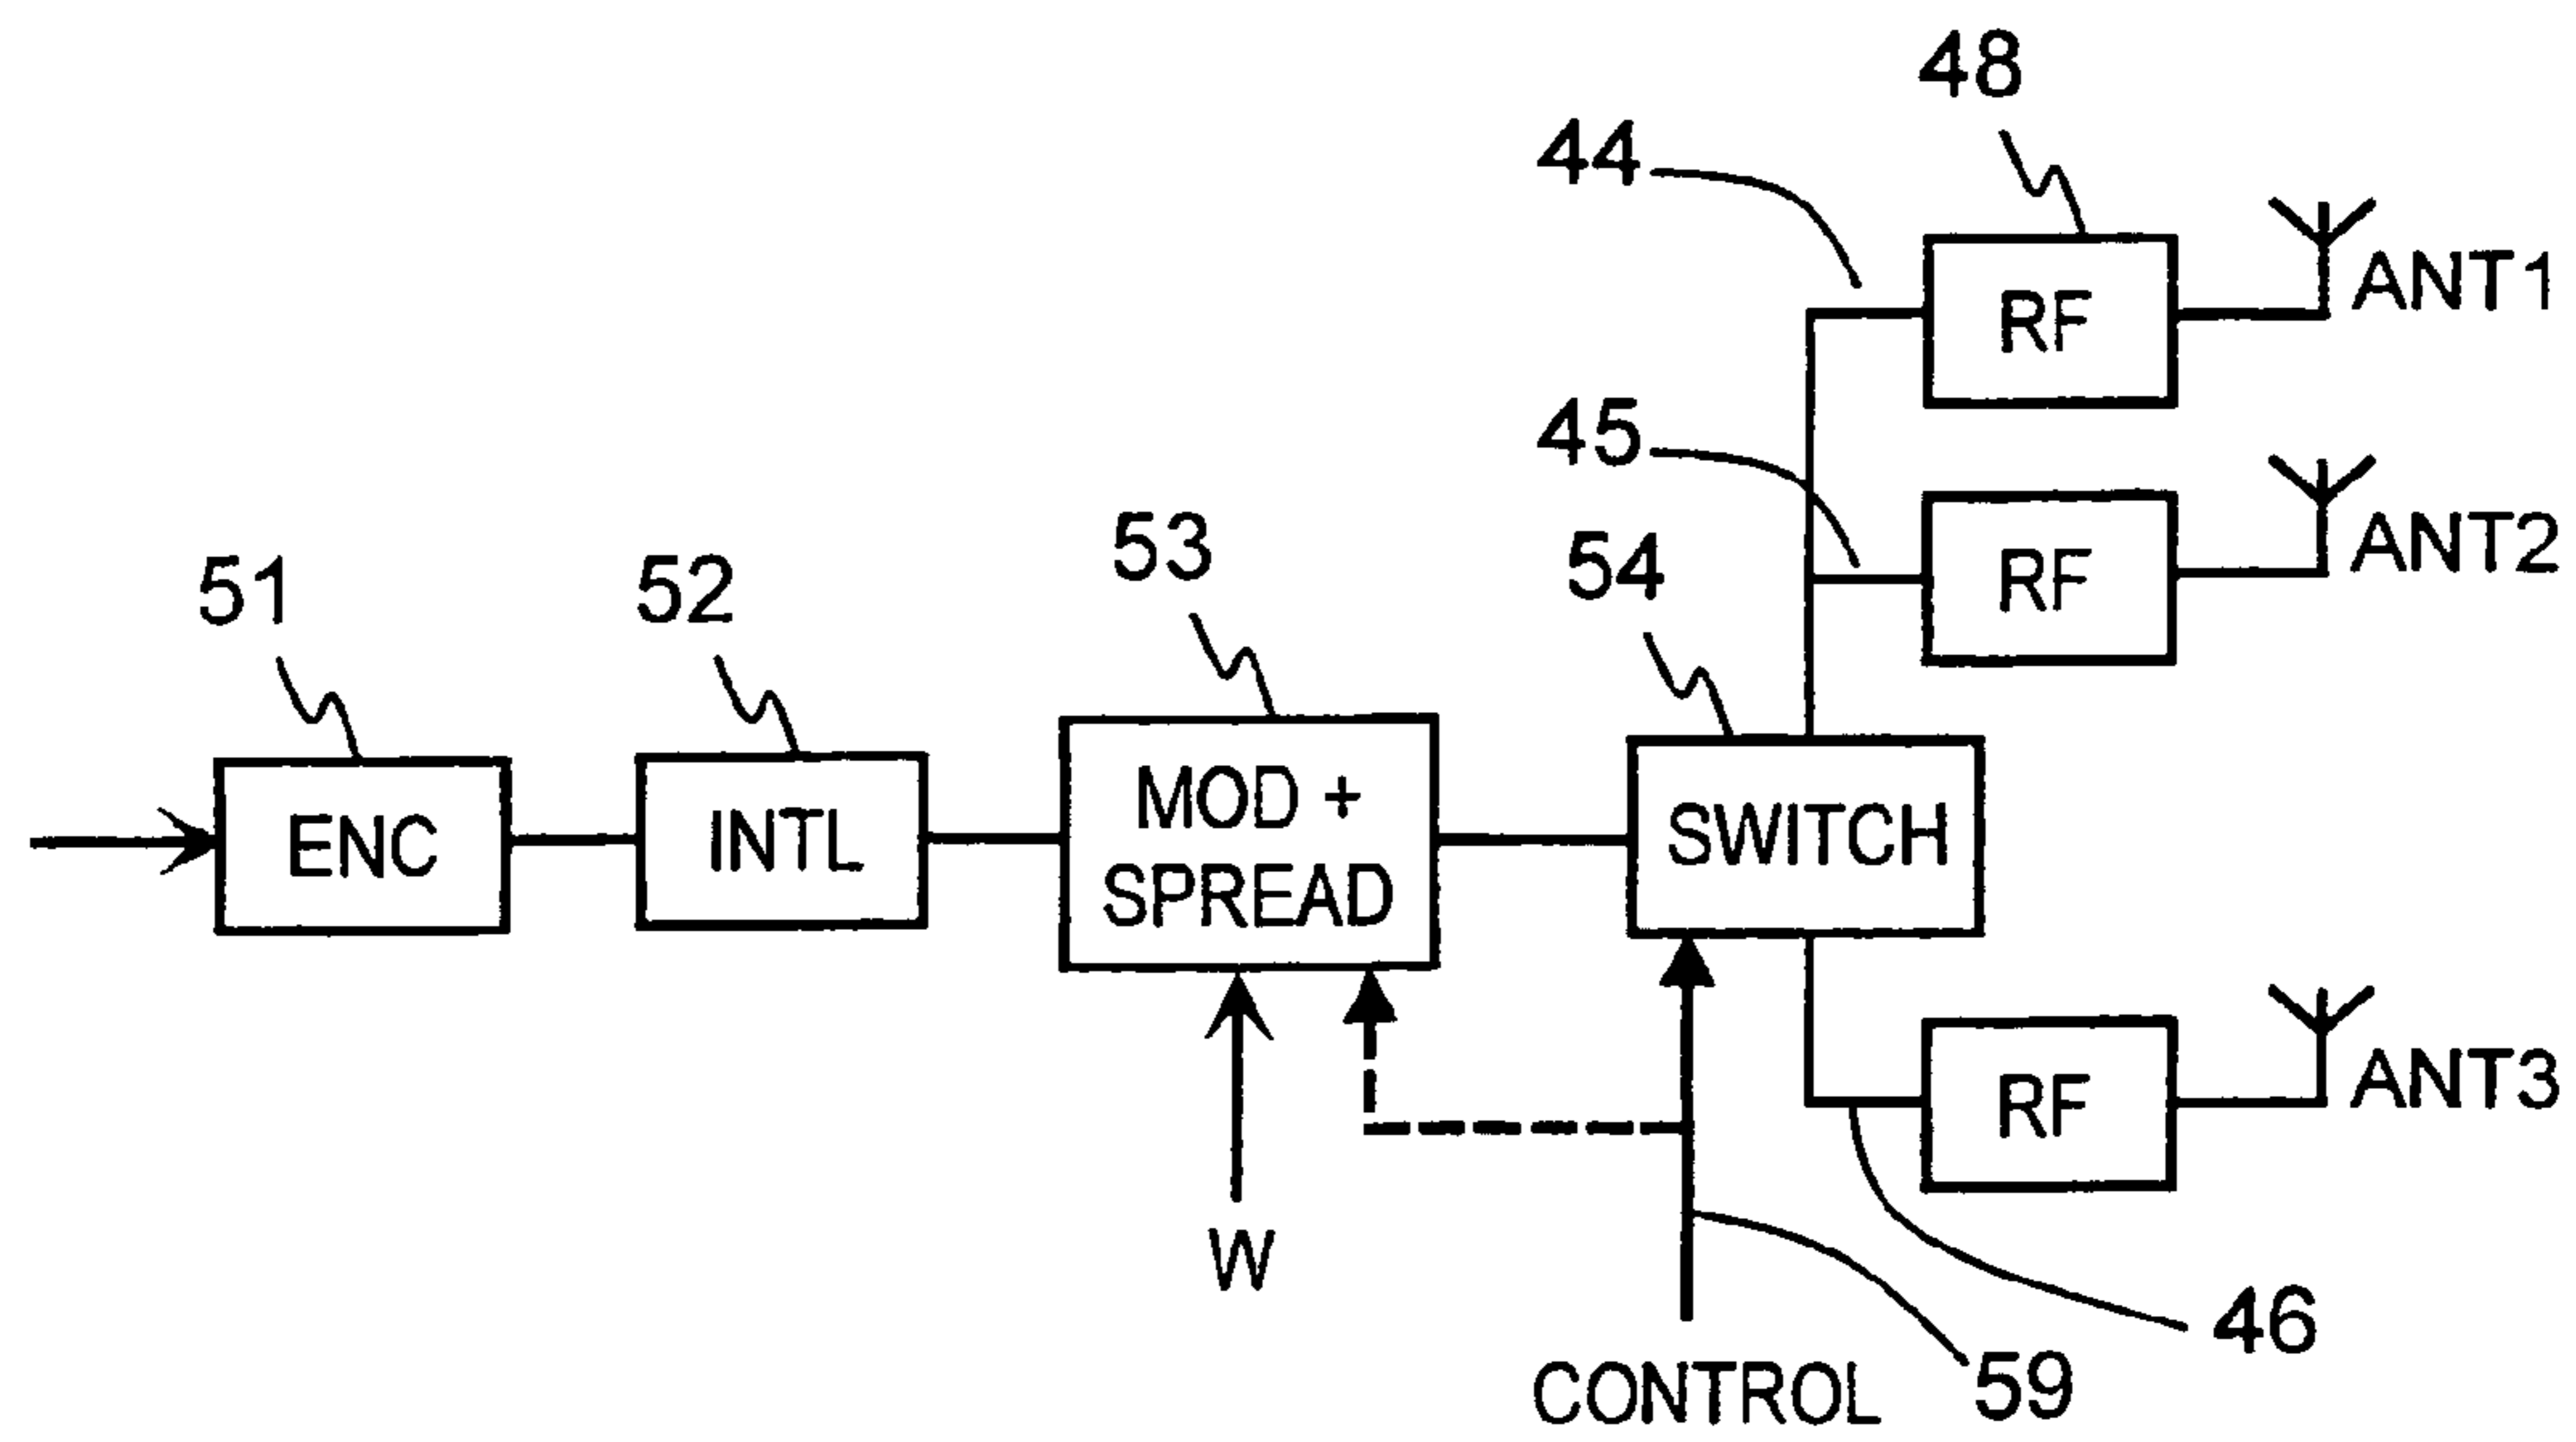 48
44
RF
ANT1
45
RF
ANT2
54
53
52
51
ENC
INTL
MOD +
SPREAD
SWITCH
RF
ANT3
W
46
59
CONTROL